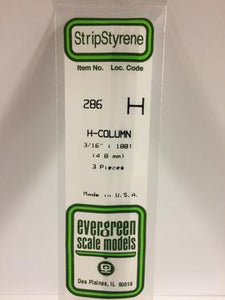 StripStyrene
Item No. Loc. Code
286 H
H-COLUMN
3/16" (.188)
(4.8 mm)
3 Pieces
Made in U.S.A.
evergreen
scale models
Des Plaines, IL 60018